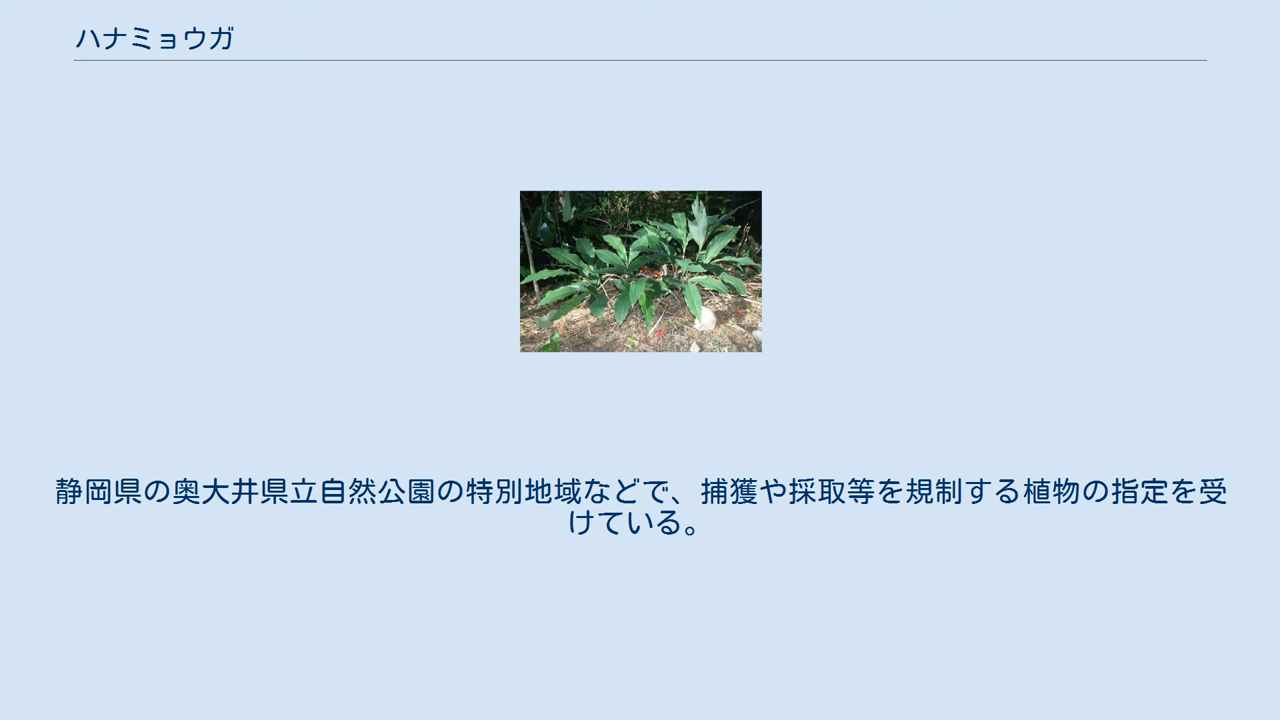 ハナミョウガ
静岡県の奥大井県立自然公園の特別地域などで、捕獲や採取等を規制する植物の指定を受
けている。